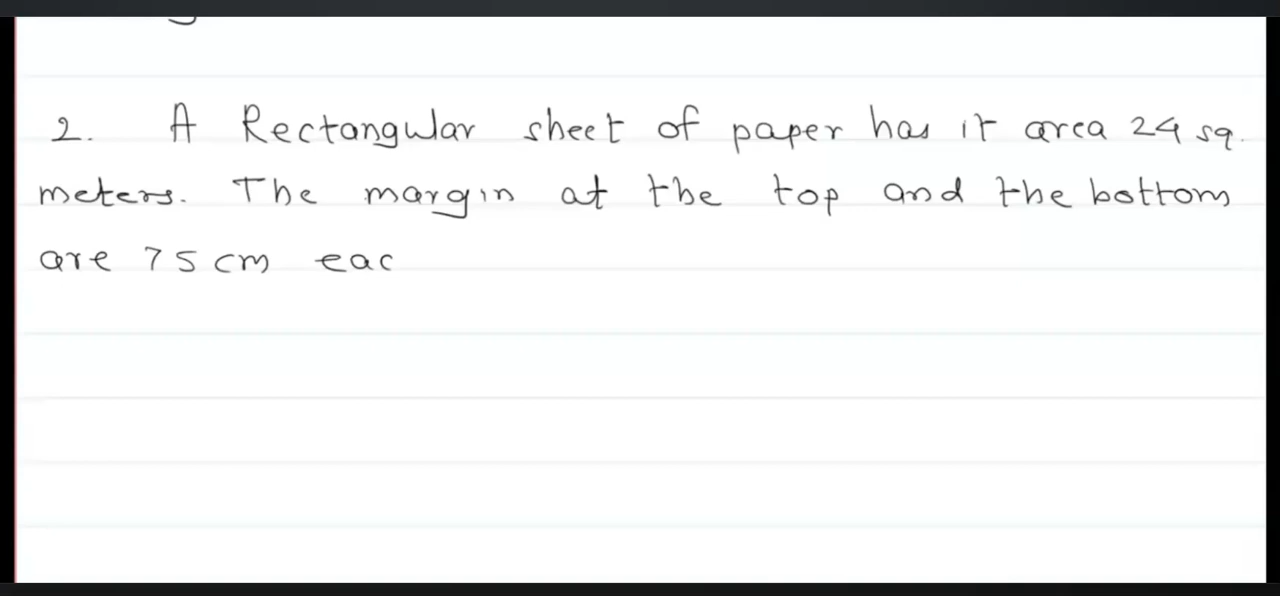 2. A Rectangular sheet of paper has it area 24 sq.
meters. The margin at the top and the bottom
are 75 cm eac